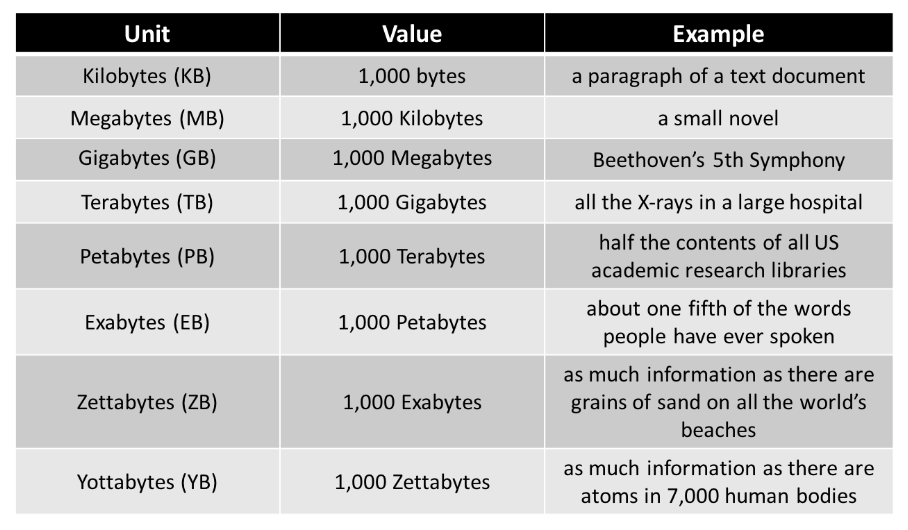 Unit Value Example
Kilobytes (KB) 1,000 bytes a paragraph of a text document
Megabytes (MB) 1,000 Kilobytes a small novel
Gigabytes (GB) 1,000 Megabytes Beethoven’s 5th Symphony
Terabytes (TB) 1,000 Gigabytes all the X-rays in a large hospital
Petabytes (PB) 1,000 Terabytes half the contents of all US
academic research libraries
Exabytes (EB) 1,000 Petabytes about one fifth of the words
people have ever spoken
Zettabytes (ZB) 1,000 Exabytes as much information as there are
grains of sand on all the world’s
beaches
Yottabytes (YB) 1,000 Zettabytes as much information as there are
atoms in 7,000 human bodies